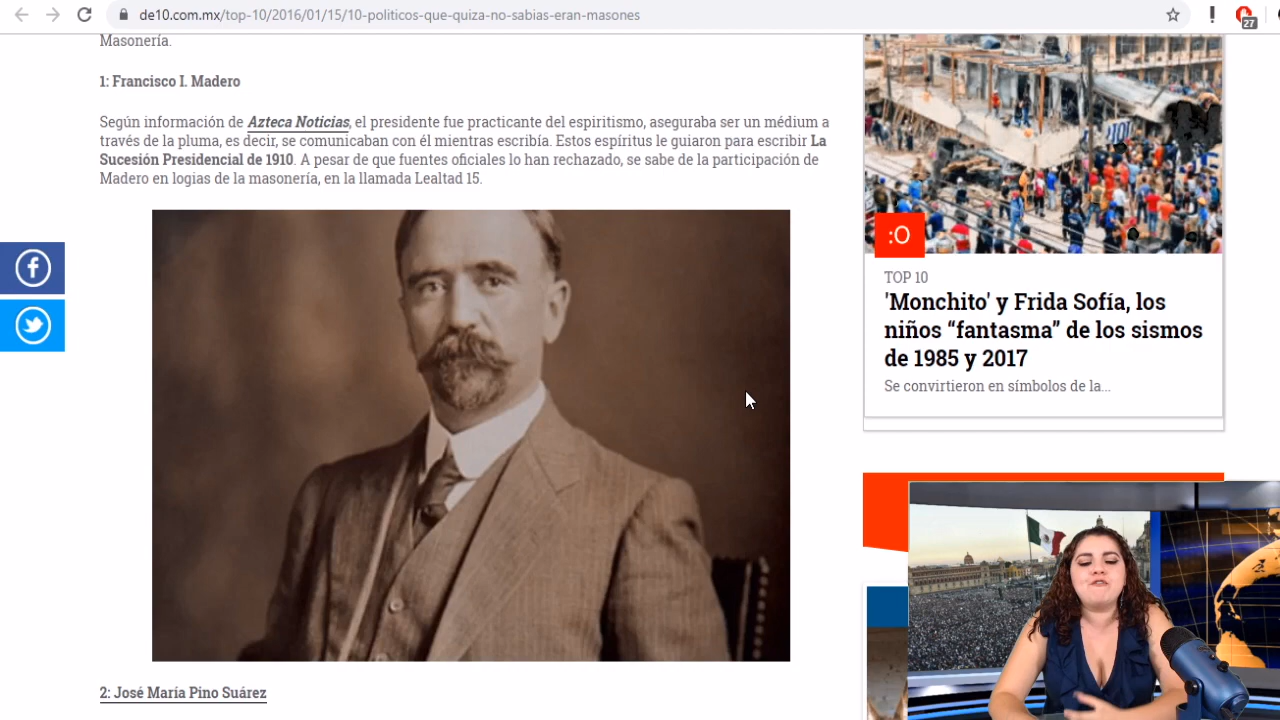 de10.com.mx/top-10/2016/01/15/10-politicos-que-quiza-no-sabias-eran-masones
27
Masonería.
1: Francisco I. Madero
Según información de Azteca Noticias, el presidente fue practicante del espiritismo, aseguraba ser un médium a
través de la pluma, es decir, se comunicaban con él mientras escribía. Estos espíritus le guiaron para escribir La
Sucesión Presidencial de 1910. A pesar de que fuentes oficiales lo han rechazado, se sabe de la participación de
Madero en logias de la masonería, en la llamada Lealtad 15.
2: José María Pino Suárez
:O
TOP 10
'Monchito' y Frida Sofía, los
niños “fantasma” de los sismos
de 1985 y 2017
Se convirtieron en símbolos de la...